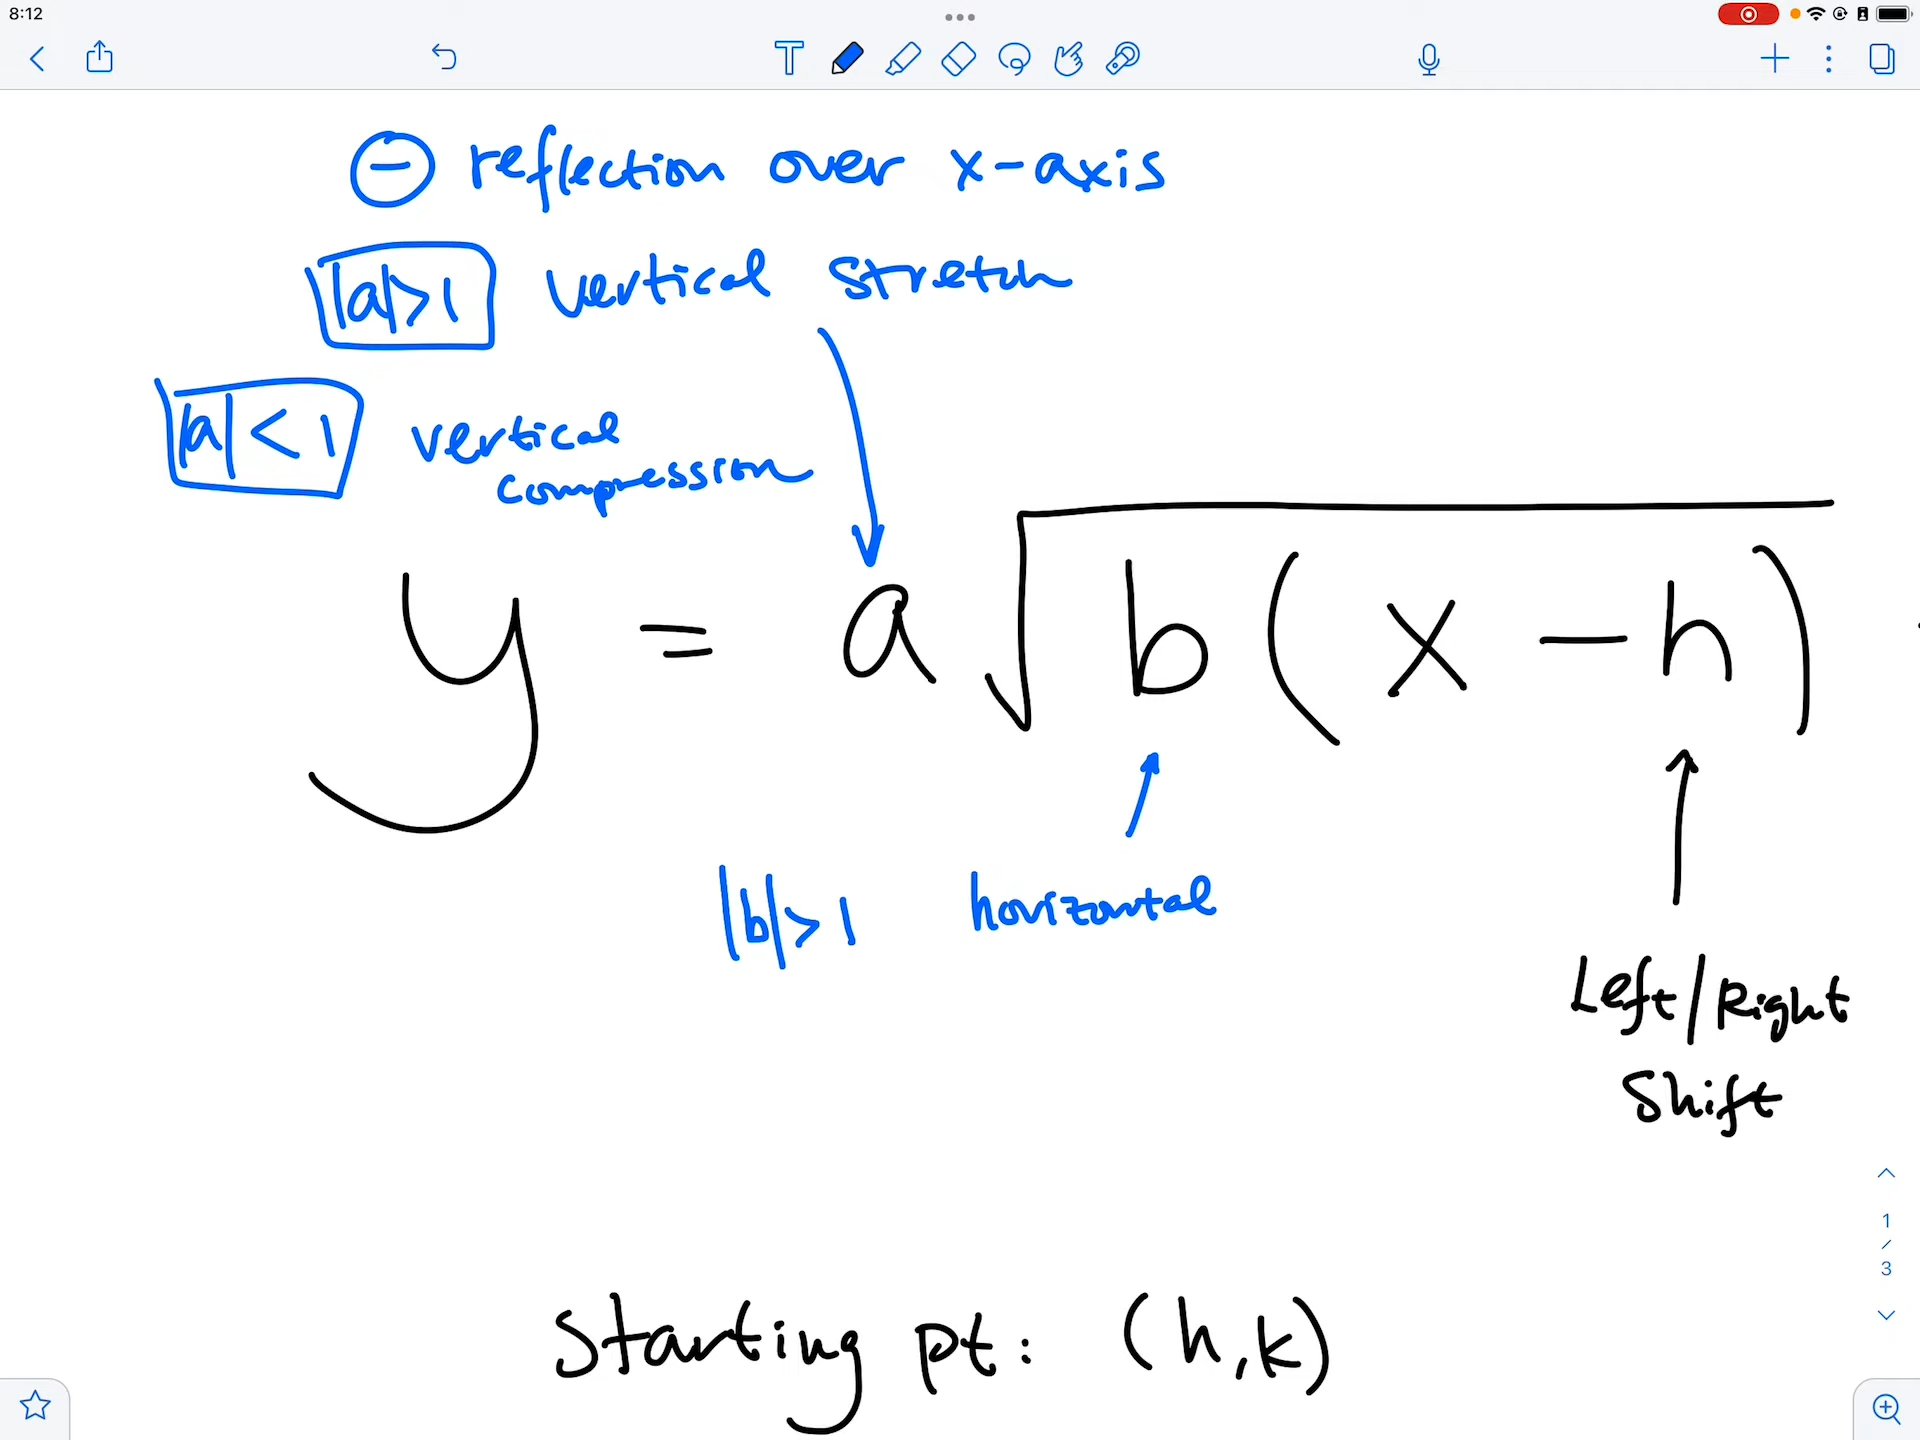 8:12
⊖ reflection over x-axis
|a|>1 vertical stretch
|a| < 1 vertical
compression
y = a√b(x-h)
|b|>1 horizontal
Left/Right
Shift
1
/
3
Starting pt: (h,k)